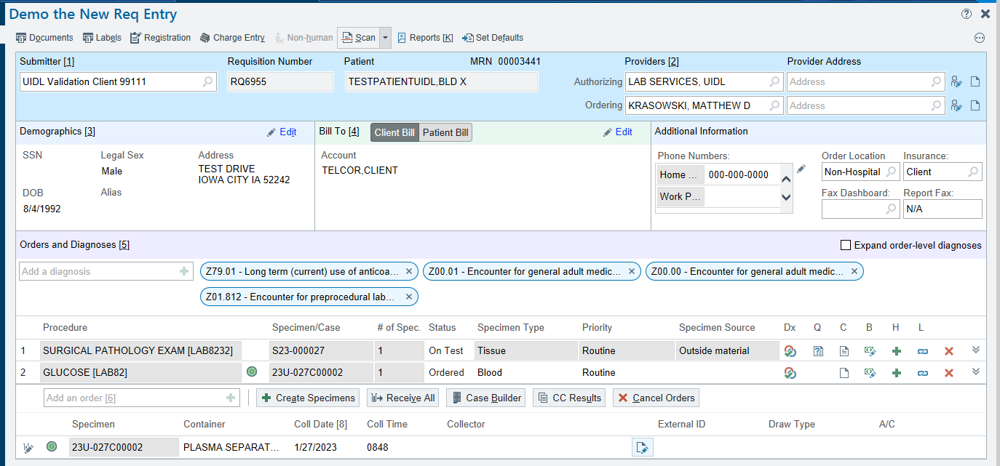 Demo the New Req Entry
Documents Labels Registration Charge Entry Non-human Scan Reports [K] Set Defaults
Submitter [1] Requisition Number Patient MRN 00003441 Providers [2] Provider Address
UIDL Validation Client 99111 RQ6955 TESTPATIENTUIDL,BLD X Authorizing LAB SERVICES, UIDL Address
Ordering KRASOWSKI, MATTHEW D Address
Demographics [3] Edit Bill To [4] Client Bill Patient Bill Edit Additional Information
SSN Legal Sex Address Account Phone Numbers: Order Location Insurance:
Male TEST DRIVE TELCOR,CLIENT Home ... 000-000-0000 Non-Hospital Client
IOWA CITY IA 52242
DOB Alias Work P... Fax Dashboard: Report Fax:
8/4/1992 N/A
Orders and Diagnoses [5] Expand order-level diagnoses
Add a diagnosis Z79.01 - Long term (current) use of anticoa... Z00.01 - Encounter for general adult medic... Z00.00 - Encounter for general adult medic...
Z01.812 - Encounter for preprocedural lab...
Procedure Specimen/Case # of Spec. Status Specimen Type Priority Specimen Source Dx Q C B H L
1 SURGICAL PATHOLOGY EXAM [LAB8232] S23-000027 1 On Test Tissue Routine Outside material
2 GLUCOSE [LAB82] 23U-027C00002 1 Ordered Blood Routine
Add an order [6] Create Specimens Receive All Case Builder CC Results Cancel Orders
Specimen Container Coll Date [8] Coll Time Collector External ID Draw Type A/C
23U-027C00002 PLASMA SEPARAT... 1/27/2023 0848